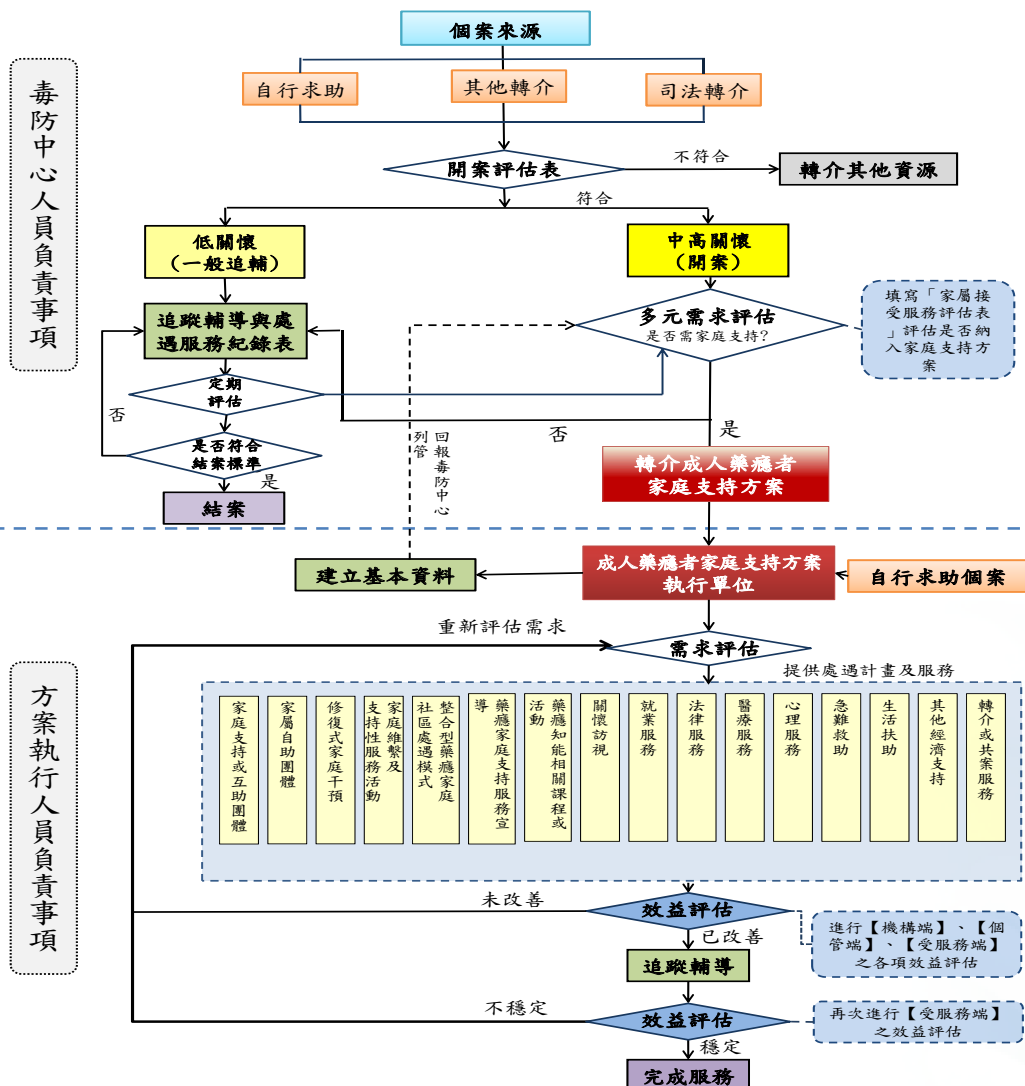 個案來源
自行求助
其他轉介
司法轉介
毒防中心人員負責事項
開案評估表
不符合
轉介其他資源
符合
低關懷
（一般追輔）
中高關懷
（開案）
追蹤輔導與處
遇服務紀錄表
多元需求評估
是否需家庭支持?
填寫「家屬接
受服務評估表
」評估是否納
入家庭支持方
案
定期
評估
否
是否符合
結案標準
是
結案
否
是
回報毒防中心
列管
轉介成人藥癮者
家庭支持方案
成人藥癮者家庭支持方案
執行單位
建立基本資料
自行求助個案
方案執行人員負責事項
重新評估需求
需求評估
提供處遇計畫及服務
家庭支持或互助團體
家屬自助團體
修復式家庭干預
家庭維繫及
支持性服務活動
整合型藥癮家庭
社區處遇模式
藥癮家庭支持服務宣
導
藥癮知能相關課程或
活動
關懷訪視
就業服務
法律服務
醫療服務
心理服務
急難救助
生活扶助
其他經濟支持
轉介或共案服務
未改善
效益評估
進行【機構端】、【個
管端】、【受服務端】
之各項效益評估
已改善
追蹤輔導
不穩定
效益評估
再次進行【受服務端】
之效益評估
穩定
完成服務